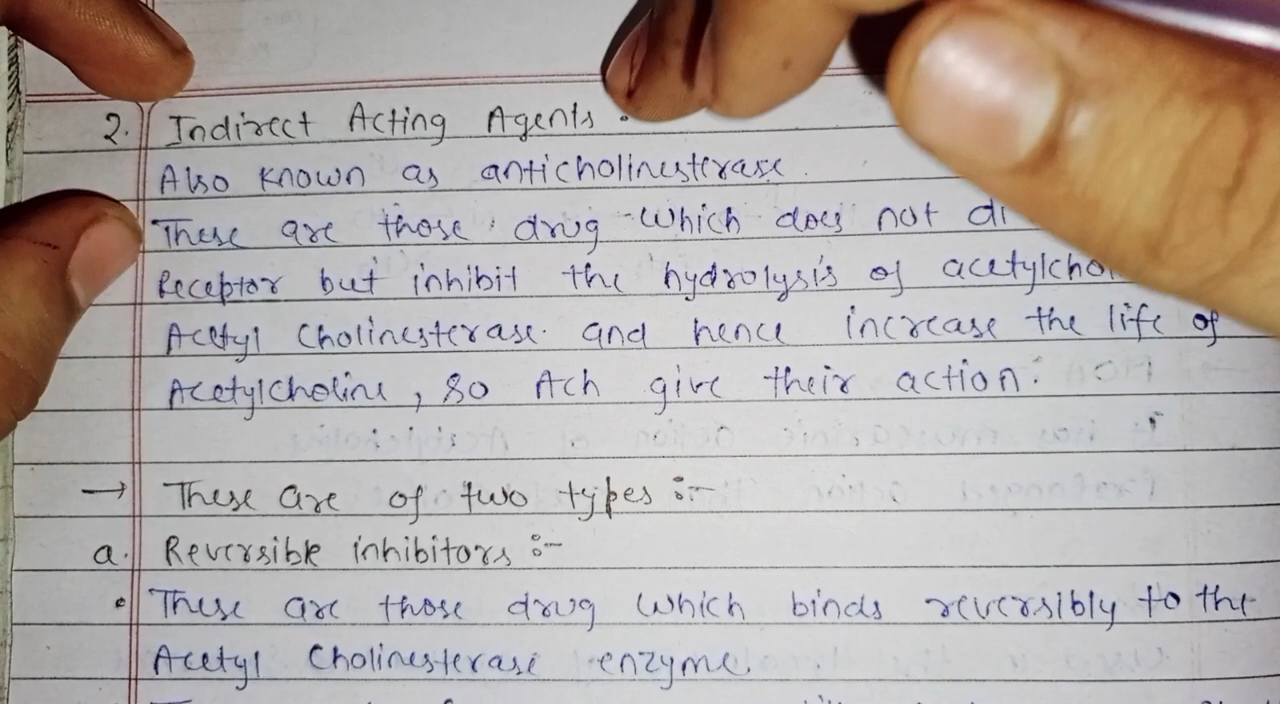 2. Indirect Acting Agents :
Also known as anticholinesterase.
These are those drug which does not di
Receptor but inhibit the hydrolysis of acetylchol
Acetyl cholinesterase. and hence increase the life of
Acetylcholine, so Ach give their action.
→ These are of two types :-
a. Reversible inhibitors :-
• These are those drug which binds reversibly to the
Acetyl Cholinesterase enzyme.